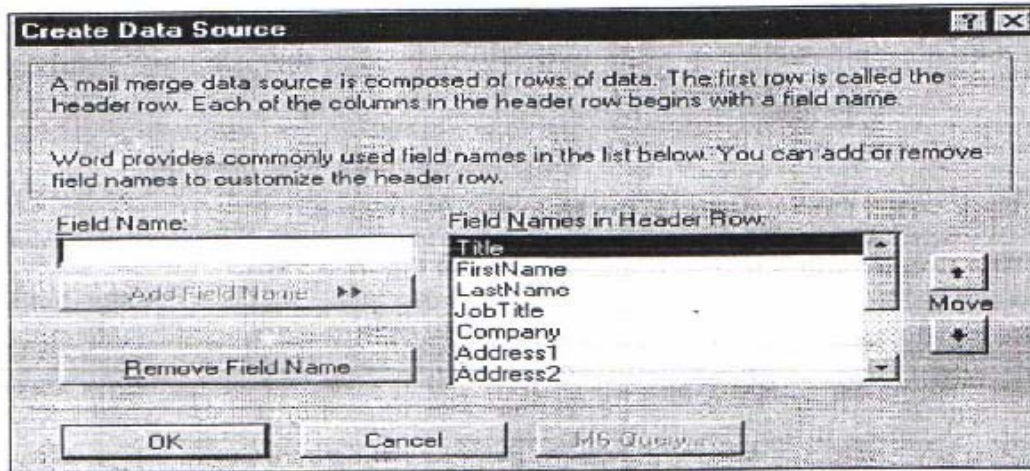 Create Data Source
A mail merge data source is composed of rows of data. The first row is called the
header row. Each of the columns in the header row begins with a field name.
Word provides commonly used field names in the list below. You can add or remove
field names to customize the header row.
Field Name:
Field Names in Header Row:
Title
FirstName
LastName
JobTitle
Company
Address1
Address2
Add Field Name
Move
Remove Field Name
OK
Cancel
MS Query...